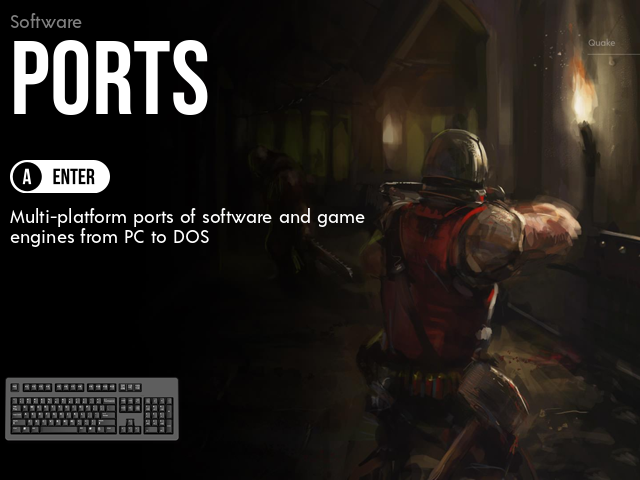 Software
PORTS
Quake
A ENTER
Multi-platform ports of software and game
engines from PC to DOS